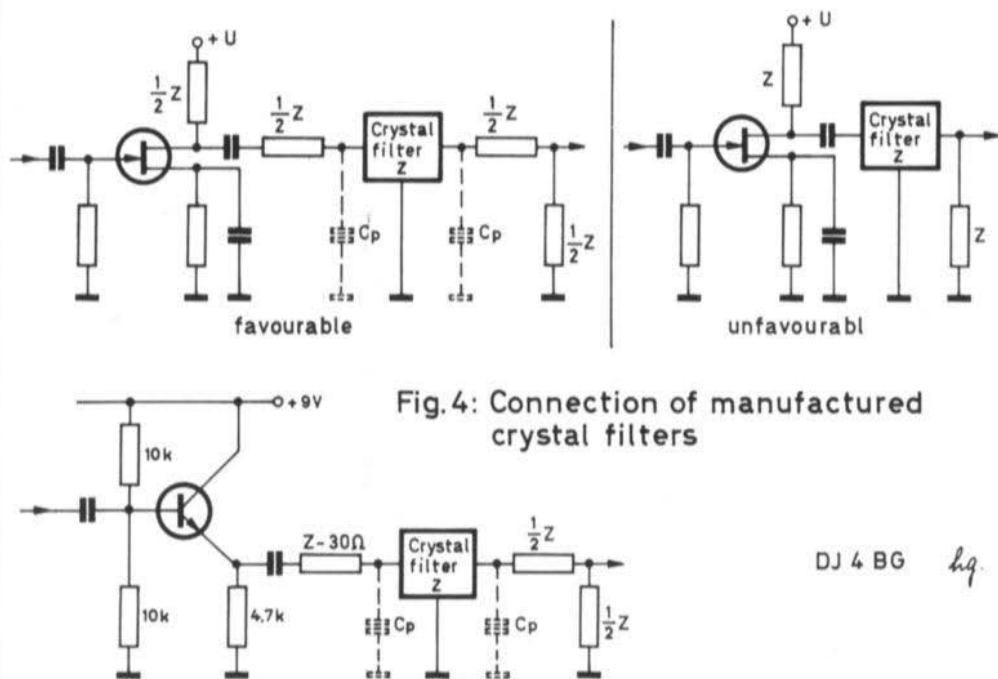 + U
½ Z
½ Z
Crystal
filter
Z
½ Z
Cp
Cp
½ Z
favourable
+ U
Z
Crystal
filter
Z
Z
unfavourabl
Fig. 4: Connection of manufactured
crystal filters
+ 9V
10k
10k
4,7k
Z-30Ω
Crystal
filter
Z
½ Z
Cp
Cp
½ Z
DJ 4 BG